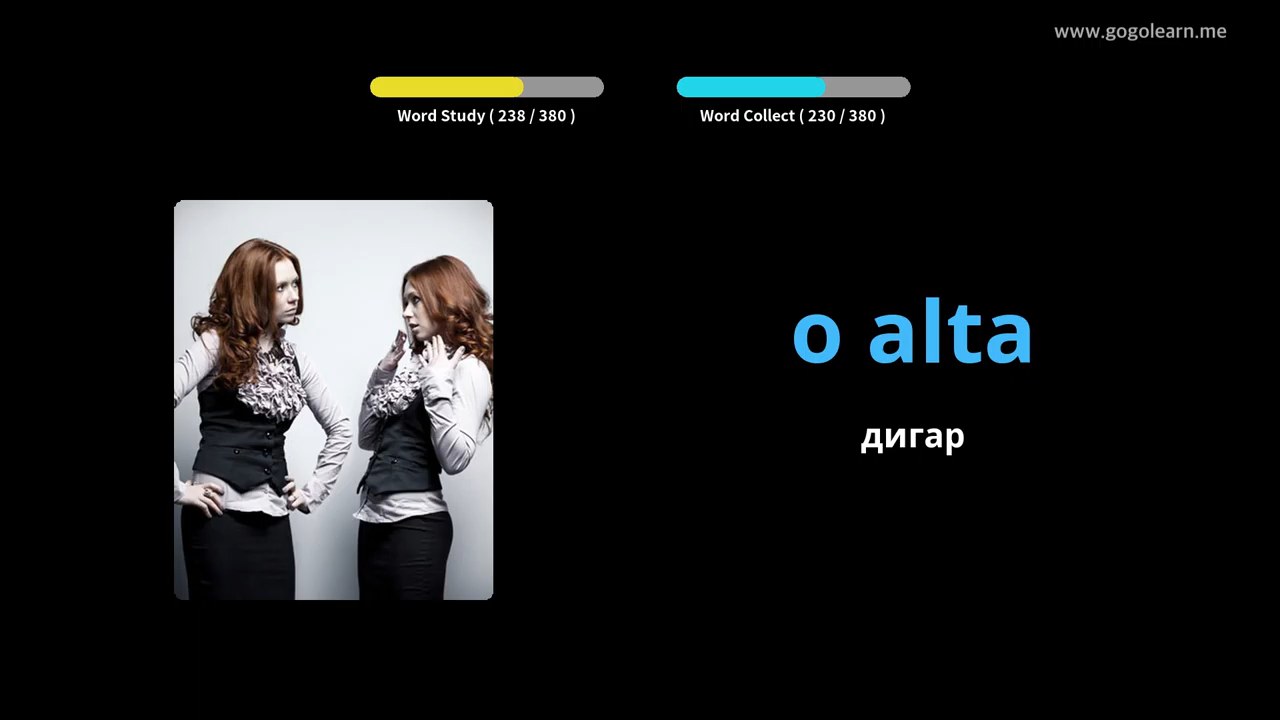 www.gogolearn.me
Word Study ( 238 / 380 )
Word Collect ( 230 / 380 )
o alta
дигар